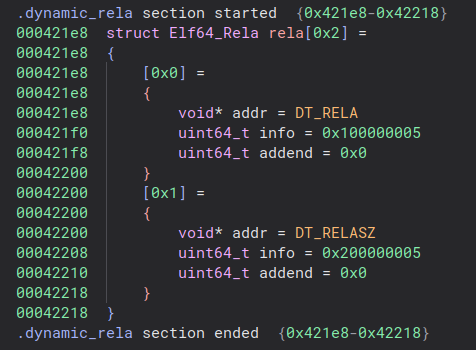 .dynamic_rela section started  {0x421e8-0x42218}
000421e8  struct Elf64_Rela rela[0x2] =
000421e8  {
000421e8      [0x0] =
000421e8      {
000421e8          void* addr = DT_RELA
000421f0          uint64_t info = 0x100000005
000421f8          uint64_t addend = 0x0
00042200      }
00042200      [0x1] =
00042200      {
00042200          void* addr = DT_RELASZ
00042208          uint64_t info = 0x200000005
00042210          uint64_t addend = 0x0
00042218      }
00042218  }
.dynamic_rela section ended  {0x421e8-0x42218}